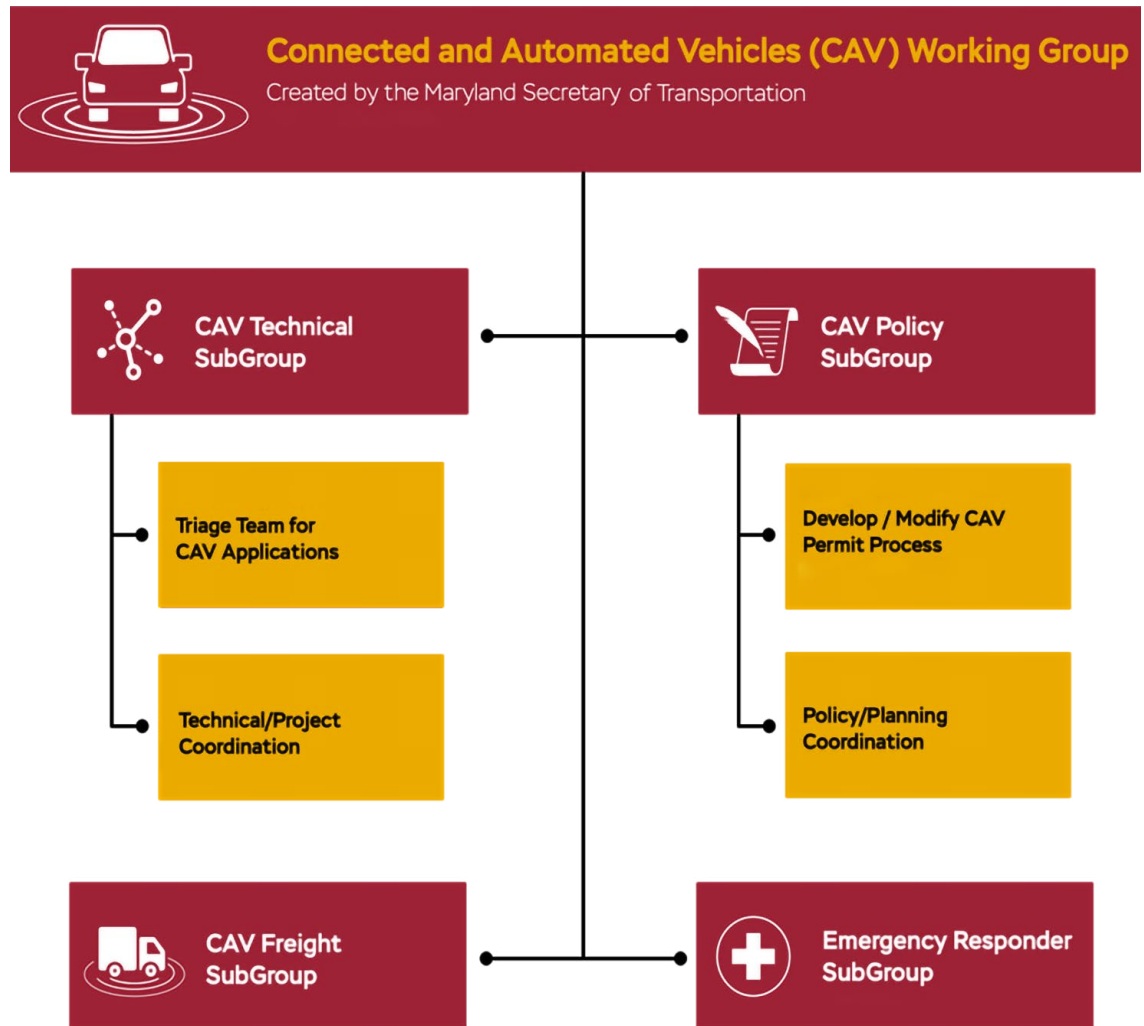 Connected and Automated Vehicles (CAV) Working Group
Created by the Maryland Secretary of Transportation
CAV Technical
SubGroup
CAV Policy
SubGroup
Triage Team for
CAV Applications
Develop / Modify CAV
Permit Process
Technical/Project
Coordination
Policy/Planning
Coordination
CAV Freight
SubGroup
Emergency Responder
SubGroup